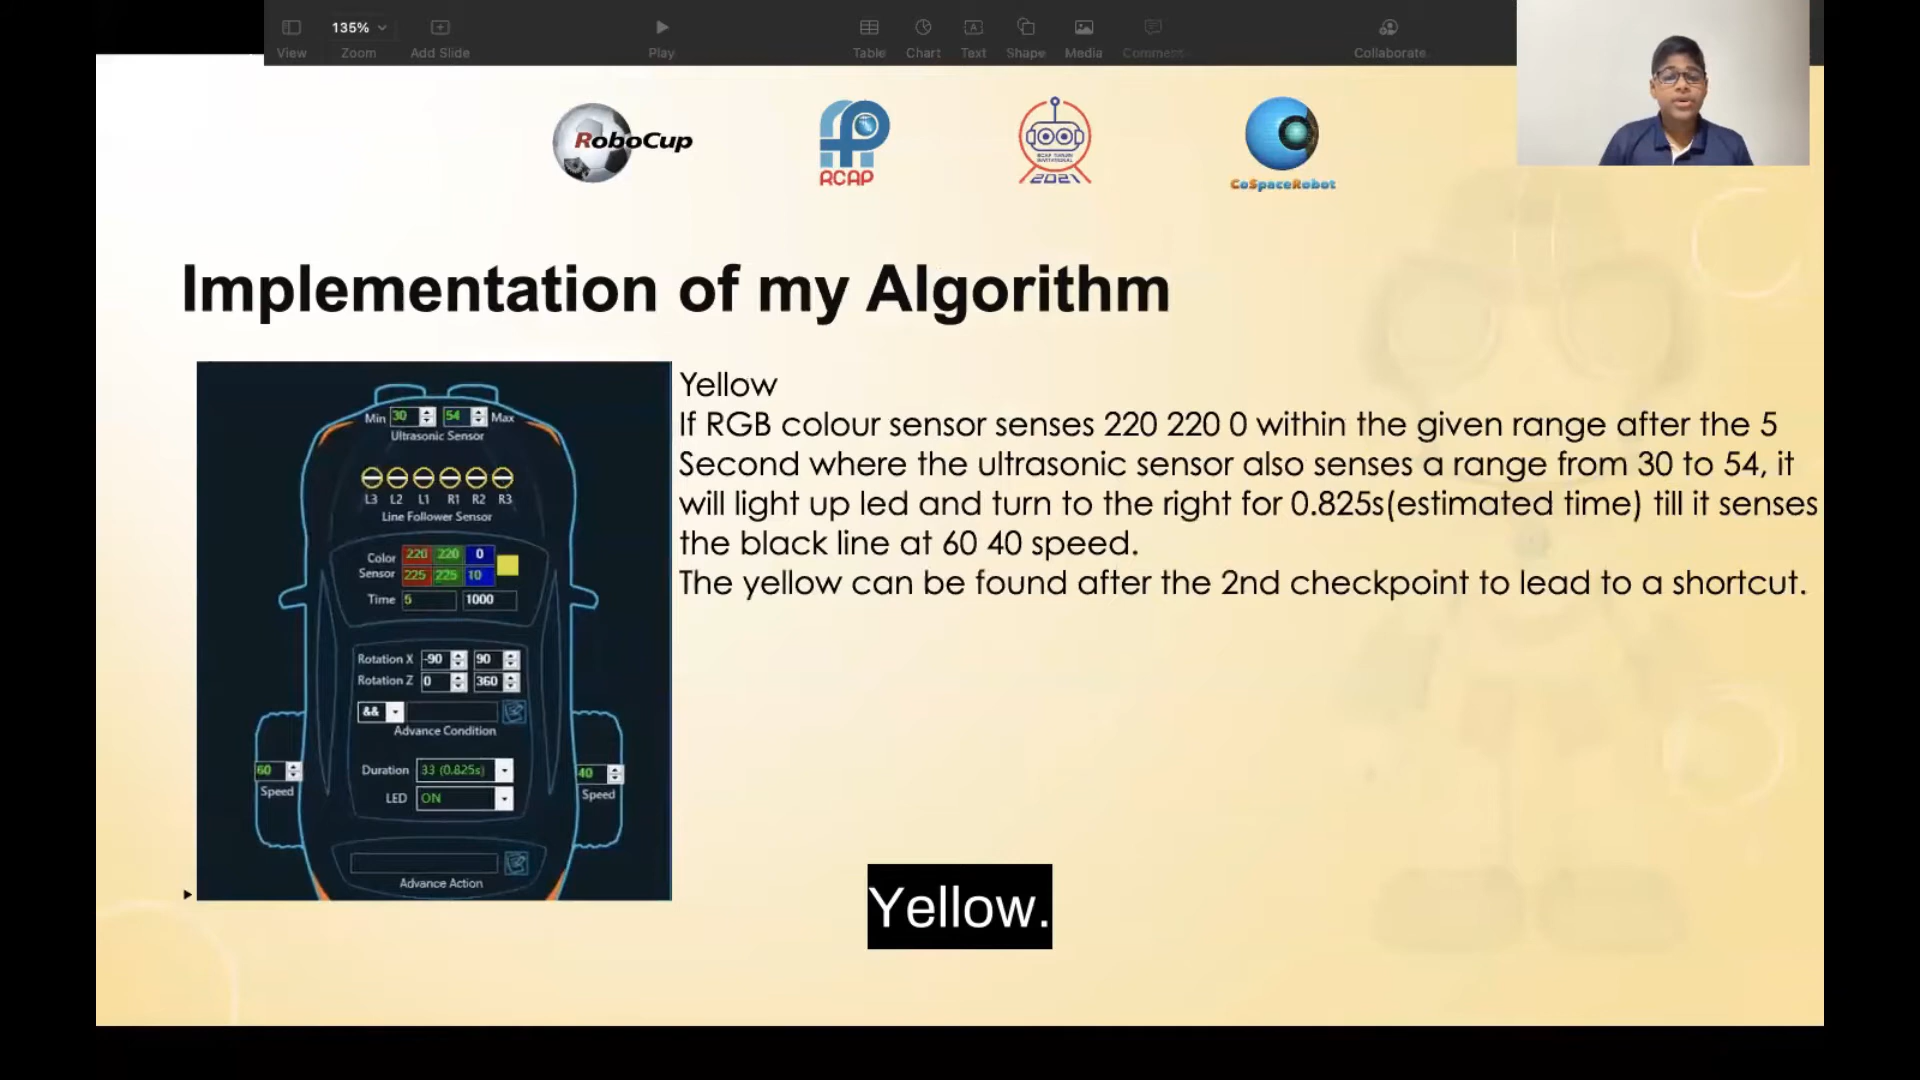 135%
View
Zoom
Add Slide
Play
Table
Chart
Text
Shape
Media
Comment
Collaborate
RoboCup
RCAP
2021
CoSpaceRobot
Implementation of my Algorithm
Min 30 54 Max
Ultrasonic Sensor
L3 L2 L1 R1 R2 R3
Line Follower Sensor
Color Sensor
220 220 0
225 225 10
Time 5 1000
Rotation X -90 90
Rotation Z 0 360
&&
Advance Condition
Duration 33 (0.825s)
LED ON
60
Speed
40
Speed
Advance Action
Yellow
If RGB colour sensor senses 220 220 0 within the given range after the 5
Second where the ultrasonic sensor also senses a range from 30 to 54, it
will light up led and turn to the right for 0.825s(estimated time) till it senses
the black line at 60 40 speed.
The yellow can be found after the 2nd checkpoint to lead to a shortcut.
Yellow.